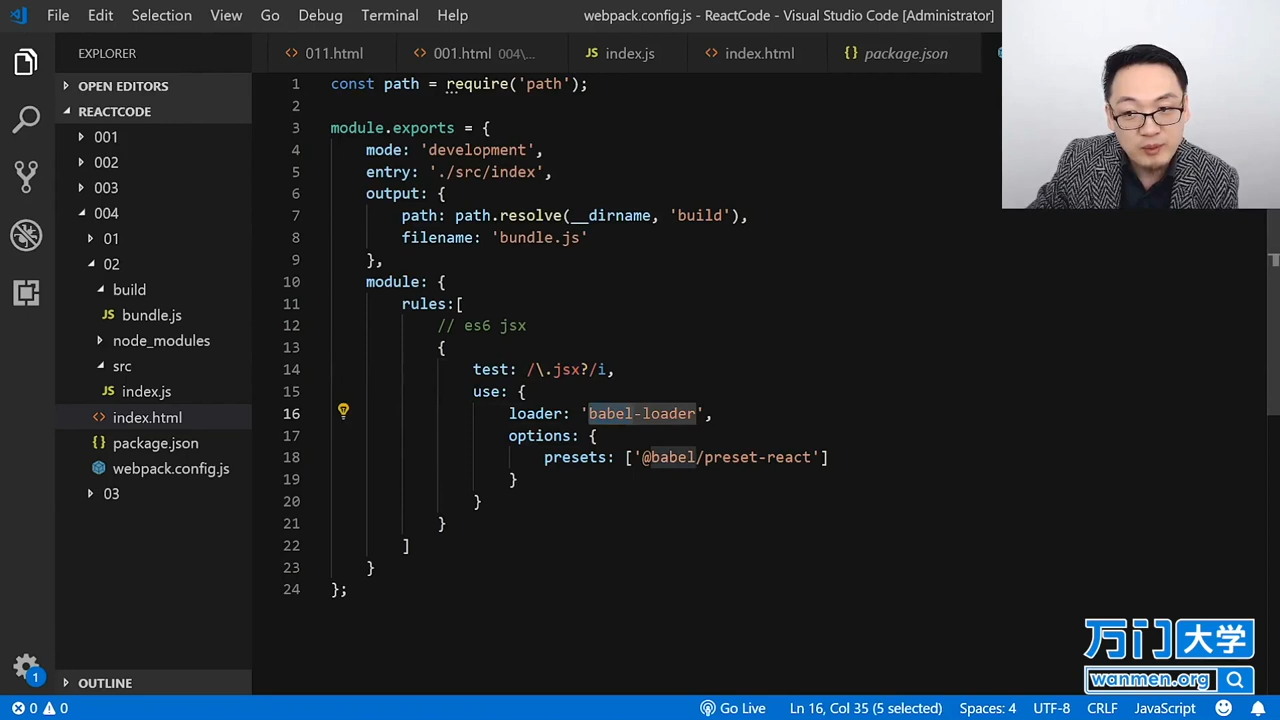 File Edit Selection View Go Debug Terminal Help webpack.config.js - ReactCode - Visual Studio Code [Administrator]
EXPLORER
011.html 001.html 004\... index.js index.html package.json
OPEN EDITORS
REACTCODE
001
002
003
004
01
02
build
bundle.js
node_modules
src
index.js
index.html
package.json
webpack.config.js
03
OUTLINE
1 const path = require('path');
2
3 module.exports = {
4 mode: 'development',
5 entry: './src/index',
6 output: {
7 path: path.resolve(__dirname, 'build'),
8 filename: 'bundle.js'
9 },
10 module: {
11 rules:[
12 // es6 jsx
13 {
14 test: /\.jsx?/i,
15 use: {
16 loader: 'babel-loader',
17 options: {
18 presets: ['@babel/preset-react']
19 }
20 }
21 }
22 ]
23 }
24 };
万门大学
wanmen.org
1
0 0 Go Live Ln 16, Col 35 (5 selected) Spaces: 4 UTF-8 CRLF JavaScript